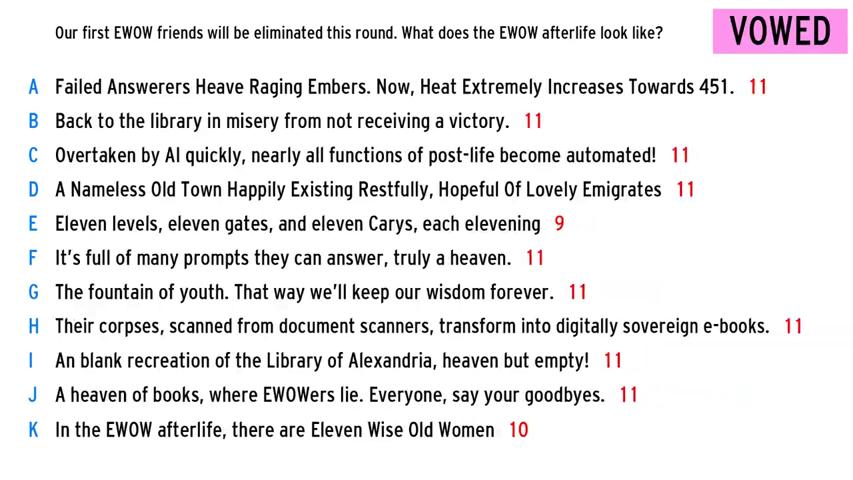 Our first EWOW friends will be eliminated this round. What does the EWOW afterlife look like?
VOWED
A Failed Answerers Heave Raging Embers. Now, Heat Extremely Increases Towards 451. 11
B Back to the library in misery from not receiving a victory. 11
C Overtaken by AI quickly, nearly all functions of post-life become automated! 11
D A Nameless Old Town Happily Existing Restfully, Hopeful Of Lovely Emigrates 11
E Eleven levels, eleven gates, and eleven Carys, each elevening 9
F It's full of many prompts they can answer, truly a heaven. 11
G The fountain of youth. That way we'll keep our wisdom forever. 11
H Their corpses, scanned from document scanners, transform into digitally sovereign e-books. 11
I An blank recreation of the Library of Alexandria, heaven but empty! 11
J A heaven of books, where EWOWers lie. Everyone, say your goodbyes. 11
K In the EWOW afterlife, there are Eleven Wise Old Women 10